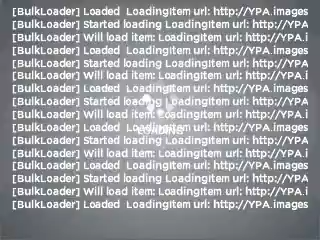 [BulkLoader] Loaded LoadingItem url: http://YPA.images
[BulkLoader] Started loading LoadingItem url: http://YPA
[BulkLoader] Will load item: LoadingItem url: http://YPA.i
[BulkLoader] Loaded LoadingItem url: http://YPA.images
[BulkLoader] Started loading LoadingItem url: http://YPA
[BulkLoader] Will load item: LoadingItem url: http://YPA.i
[BulkLoader] Loaded LoadingItem url: http://YPA.images
[BulkLoader] Started loading LoadingItem url: http://YPA
[BulkLoader] Will load item: LoadingItem url: http://YPA.i
[BulkLoader] Loaded LoadingItem url: http://YPA.images
LOADING
[BulkLoader] Started loading LoadingItem url: http://YPA
[BulkLoader] Will load item: LoadingItem url: http://YPA.i
[BulkLoader] Loaded LoadingItem url: http://YPA.images
[BulkLoader] Started loading LoadingItem url: http://YPA
[BulkLoader] Will load item: LoadingItem url: http://YPA.i
[BulkLoader] Loaded LoadingItem url: http://YPA.images